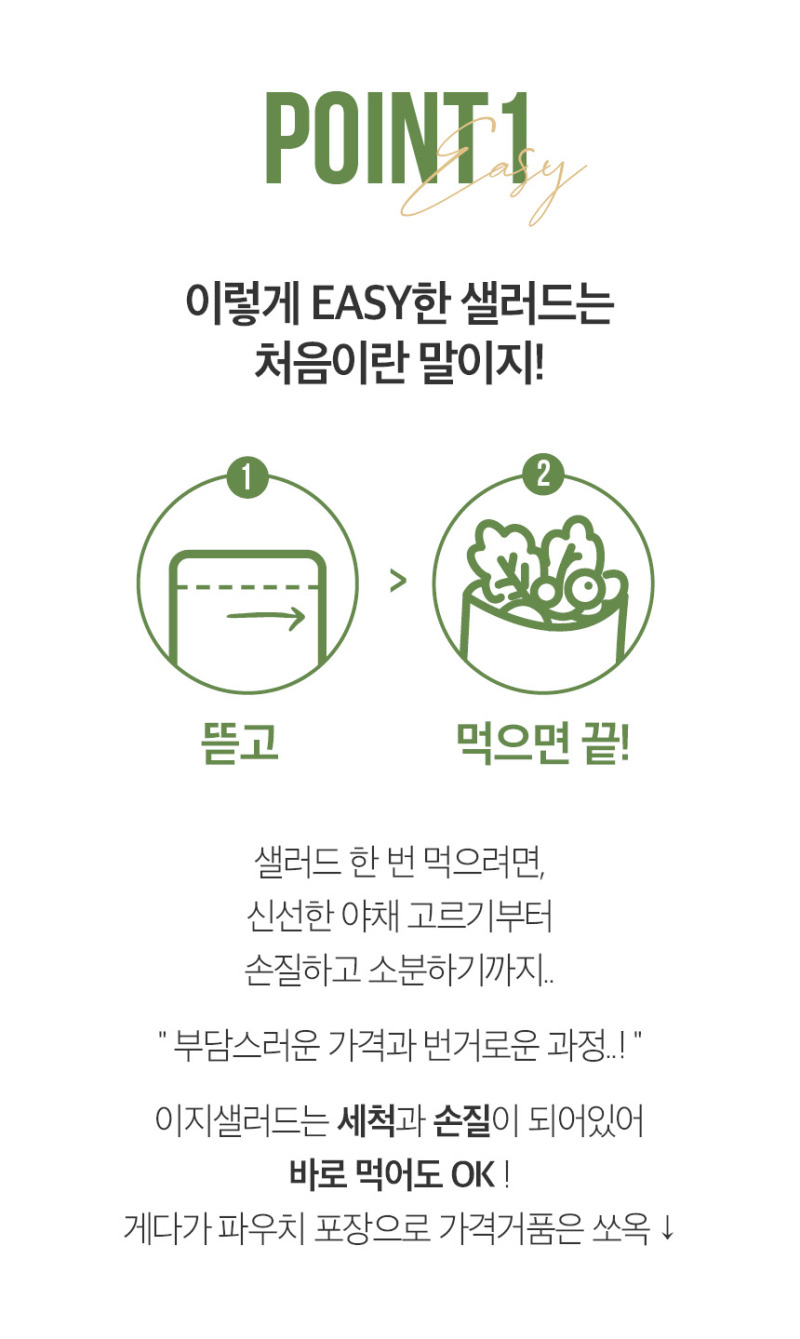 POINT 1
Easy
이렇게 EASY한 샐러드는
처음이란 말이지!
1
2
>
뜯고
먹으면 끝!
샐러드 한 번 먹으려면,
신선한 야채 고르기부터
손질하고 소분하기까지..
" 부담스러운 가격과 번거로운 과정..! "
이지샐러드는 세척과 손질이 되어있어
바로 먹어도 OK !
게다가 파우치 포장으로 가격거품은 쏘옥 ↓